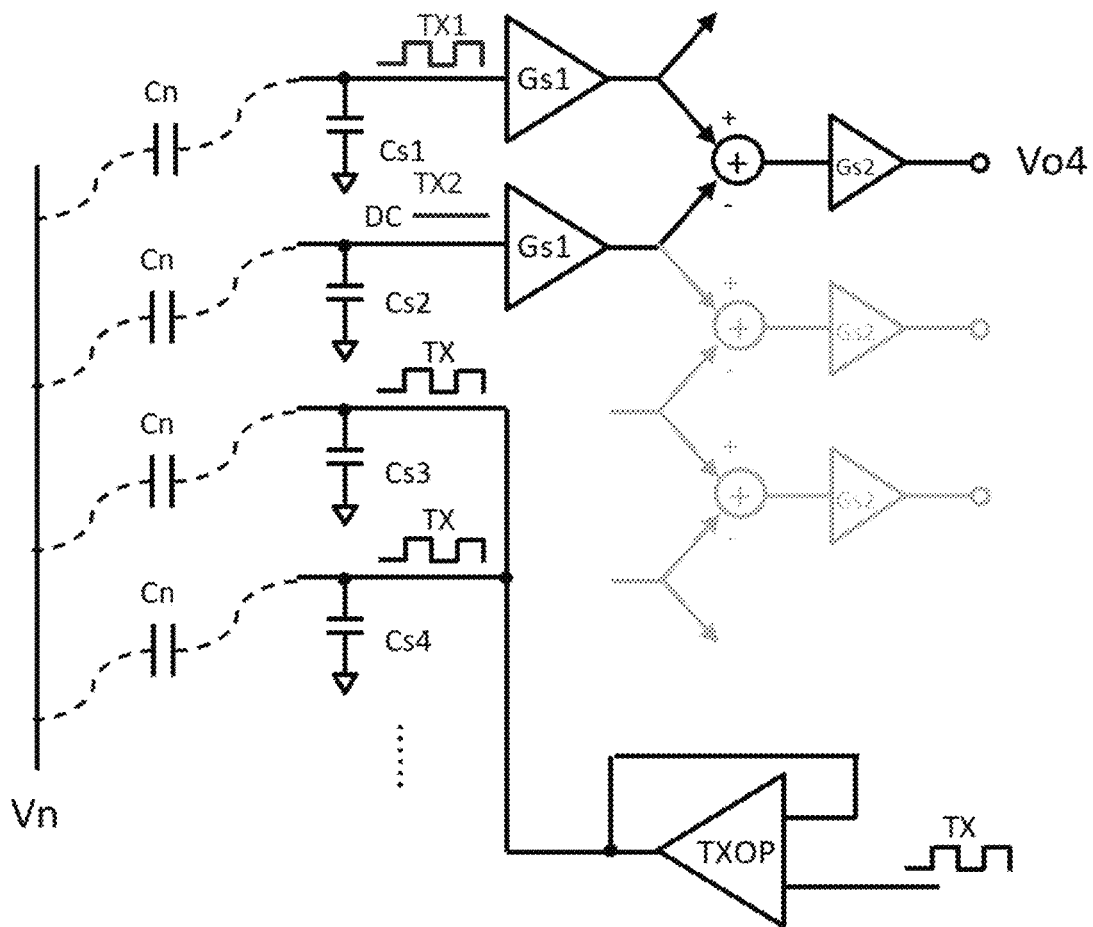 TX1
Cn
Gs1
Cs1
+
+
-
Gs2
Vo4
TX2
DC
Gs1
Cn
Cs2
+
+
-
Gs2
TX
Cn
Cs3
+
+
-
Gs2
TX
Cn
Cs4
Vn
TXOP
TX